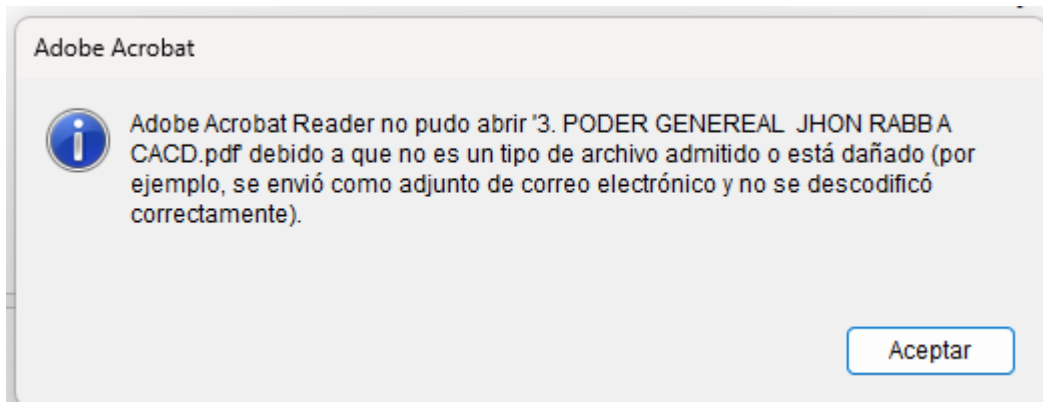 Adobe Acrobat
Adobe Acrobat Reader no pudo abrir '3. PODER GENEREAL  JHON RABB A
CACD.pdf' debido a que no es un tipo de archivo admitido o está dañado (por
ejemplo, se envió como adjunto de correo electrónico y no se descodificó
correctamente).
Aceptar